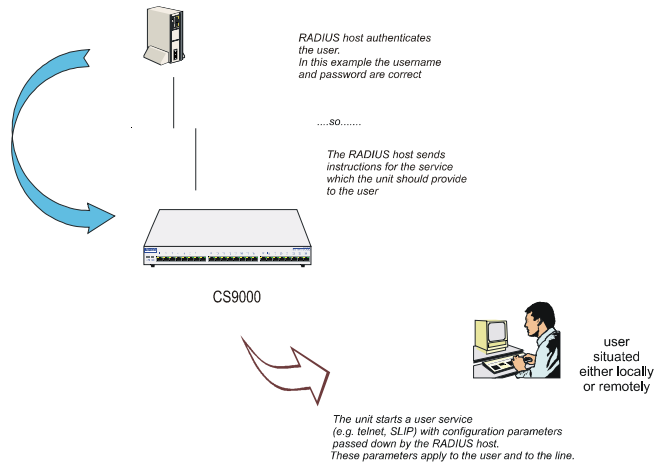 RADIUS host authenticates
the user.
In this example the username
and password are correct
....so.......
The RADIUS host sends
instructions for the service
which the unit should provide
to the user
CS9000
user
situated
either locally
or remotely
The unit starts a user service
(e.g. telnet, SLIP) with configuration parameters
passed down by the RADIUS host.
These parameters apply to the user and to the line.